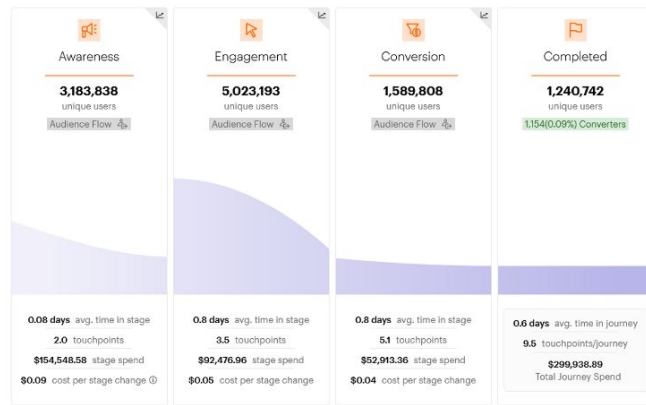 Awareness
3,183,838
unique users
Audience Flow
0.08 days avg. time in stage
2.0 touchpoints
$154,548.58 stage spend
$0.09 cost per stage change
Engagement
5,023,193
unique users
Audience Flow
0.8 days avg. time in stage
3.5 touchpoints
$92,476.96 stage spend
$0.05 cost per stage change
Conversion
1,589,808
unique users
Audience Flow
0.8 days avg. time in stage
5.1 touchpoints
$52,913.36 stage spend
$0.04 cost per stage change
Completed
1,240,742
unique users
1.154(0.09%) Converters
0.6 days avg. time in journey
9.5 touchpoints/journey
$299,938.89
Total Journey Spend